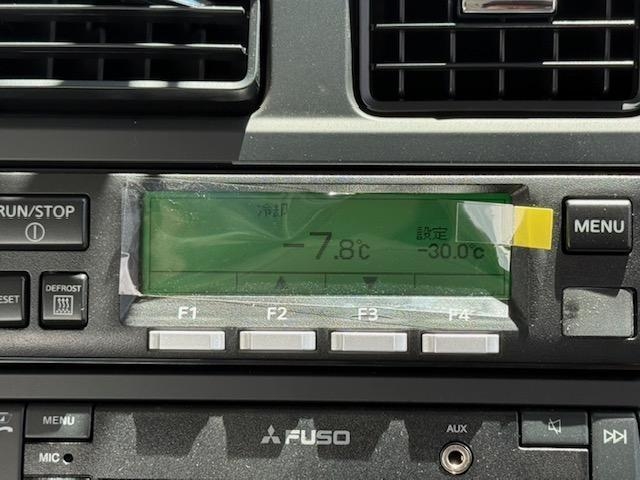 RUN/STOP
冷却
設定
-7.8℃
-30.0℃
MENU
RESET
DEFROST
▲
▼
F1
F2
F3
F4
MENU
FUSO
AUX
MIC